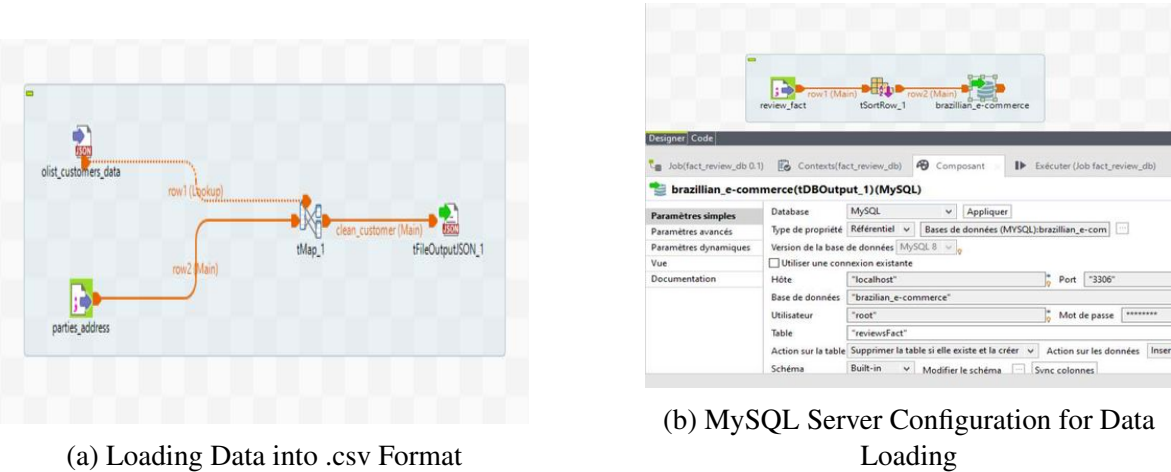 JSON
olist_customers_data
row1 (Lookup)
clean_customer (Main)
JSON
tMap_1
tFileOutputJSON_1
row2 (Main)
parties_address
(a) Loading Data into .csv Format
row1 (Main)
row2 (Main)
review_fact
tSortRow_1
brazillian_e-commerce
Designer Code
Job(fact_review_db 0.1) Contexts(fact_review_db) Composant Exécuter (Job fact_review_db)
brazillian_e-commerce(tDBOutput_1)(MySQL)
Paramètres simples
Paramètres avancés
Paramètres dynamiques
Vue
Documentation
Database MySQL Appliquer
Type de propriété Référentiel Bases de données (MYSQL):brazillian_e-com
Version de la base de données MySQL 8
Utiliser une connexion existante
Hôte "localhost" Port "3306"
Base de données "brazilian_e-commerce"
Utilisateur "root" Mot de passe ********
Table "reviewsFact"
Action sur la table Supprimer la table si elle existe et la créer Action sur les données Inser
Schéma Built-in Modifier le schéma Sync colonnes
(b) MySQL Server Configuration for Data
Loading